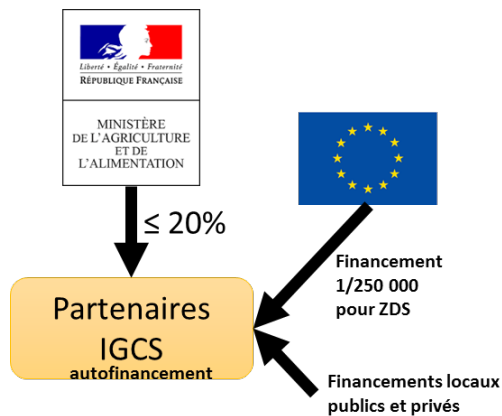 Liberté • Égalité • Fraternité
RÉPUBLIQUE FRANÇAISE
MINISTÈRE
DE L'AGRICULTURE
ET DE
L'ALIMENTATION
≤ 20%
Financement
1/250 000
pour ZDS
Partenaires
IGCS
autofinancement
Financements locaux
publics et privés